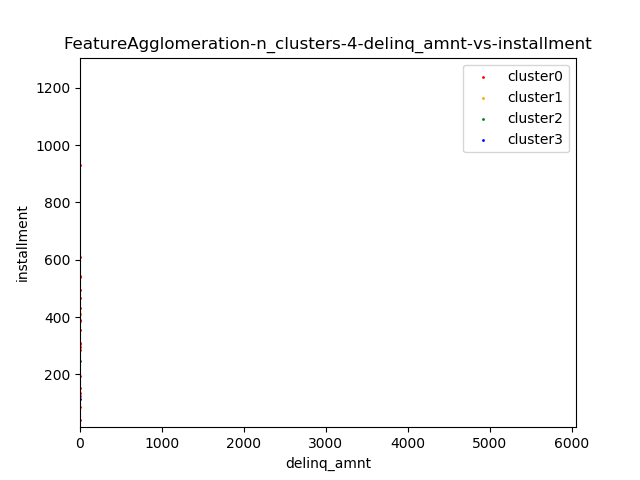 FeatureAgglomeration-n_clusters-4-delinq_amnt-vs-installment
cluster0
cluster1
cluster2
cluster3
1200
1000
800
600
400
200
installment
0 1000 2000 3000 4000 5000 6000
delinq_amnt